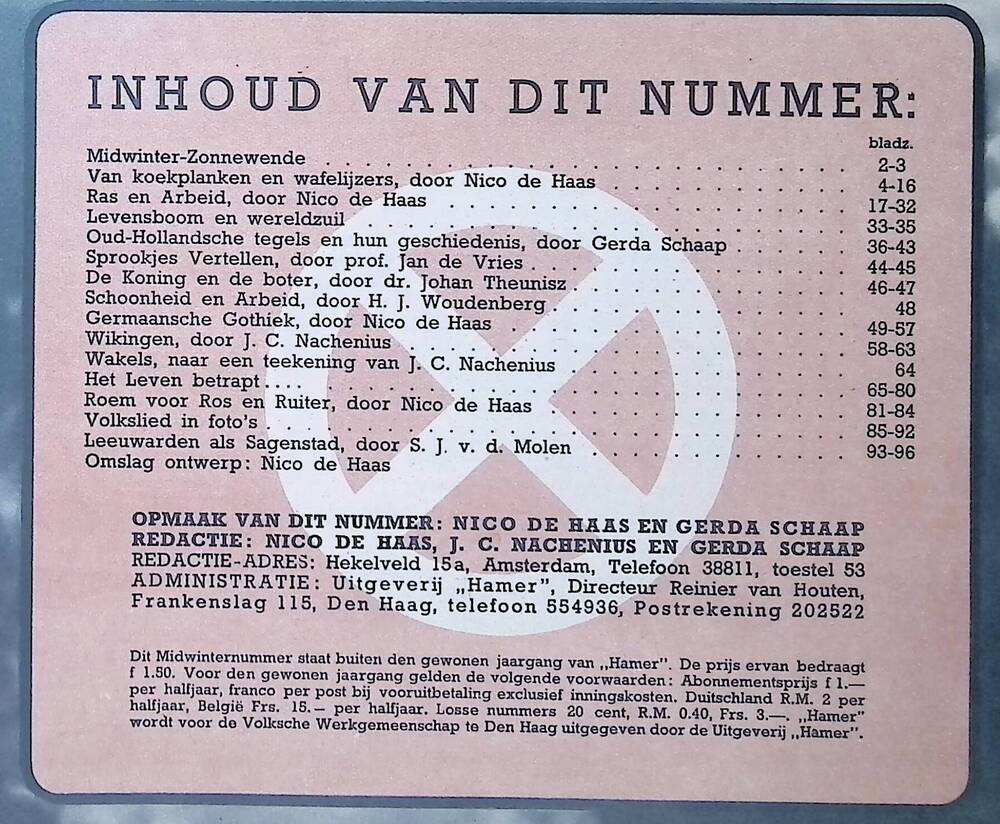 INHOUD VAN DIT NUMMER:
bladz.
Midwinter-Zonnewende . . . . . . . . . . . . . . . . . . . . . . . . . . . 2-3
Van koekplanken en wafelijzers, door Nico de Haas . . . . . . . . . . . . . 4-16
Ras en Arbeid, door Nico de Haas . . . . . . . . . . . . . . . . . . . . . 17-32
Levensboom en wereldzuil . . . . . . . . . . . . . . . . . . . . . . . . . 33-35
Oud-Hollandsche tegels en hun geschiedenis, door Gerda Schaap . . . . . . 36-43
Sprookjes Vertellen, door prof. Jan de Vries . . . . . . . . . . . . . . . . 44-45
De Koning en de boter, door dr. Johan Theunisz . . . . . . . . . . . . . . 46-47
Schoonheid en Arbeid, door H. J. Woudenberg . . . . . . . . . . . . . . . 48
Germaansche Gothiek, door Nico de Haas . . . . . . . . . . . . . . . . . 49-57
Wikingen, door J. C. Nachenius . . . . . . . . . . . . . . . . . . . . . . 58-63
Wakels, naar een teekening van J. C. Nachenius . . . . . . . . . . . . . . 64
Het Leven betrapt . . . . . . . . . . . . . . . . . . . . . . . . . . . . . 65-80
Roem voor Ros en Ruiter, door Nico de Haas . . . . . . . . . . . . . . . 81-84
Volkslied in foto's . . . . . . . . . . . . . . . . . . . . . . . . . . . . 85-92
Leeuwarden als Sagenstad, door S. J. v. d. Molen . . . . . . . . . . . . . 93-96
Omslag ontwerp: Nico de Haas
OPMAAK VAN DIT NUMMER: NICO DE HAAS EN GERDA SCHAAP
REDACTIE: NICO DE HAAS, J. C. NACHENIUS EN GERDA SCHAAP
REDACTIE-ADRES: Hekelveld 15a, Amsterdam, Telefoon 38811, toestel 53
ADMINISTRATIE: Uitgeverij „Hamer”, Directeur Reinier van Houten,
Frankenslag 115, Den Haag, telefoon 554936, Postrekening 202522
Dit Midwinternummer staat buiten den gewonen jaargang van „Hamer”. De prijs ervan bedraagt
f 1.50. Voor den gewonen jaargang gelden de volgende voorwaarden: Abonnementsprijs f 1.—
per halfjaar, franco per post bij vooruitbetaling exclusief inningskosten. Duitschland R.M. 2 per
halfjaar, België Frs. 15.— per halfjaar. Losse nummers 20 cent, R.M. 0.40, Frs. 3.—. „Hamer”
wordt voor de Volksche Werkgemeenschap te Den Haag uitgegeven door de Uitgeverij „Hamer”.